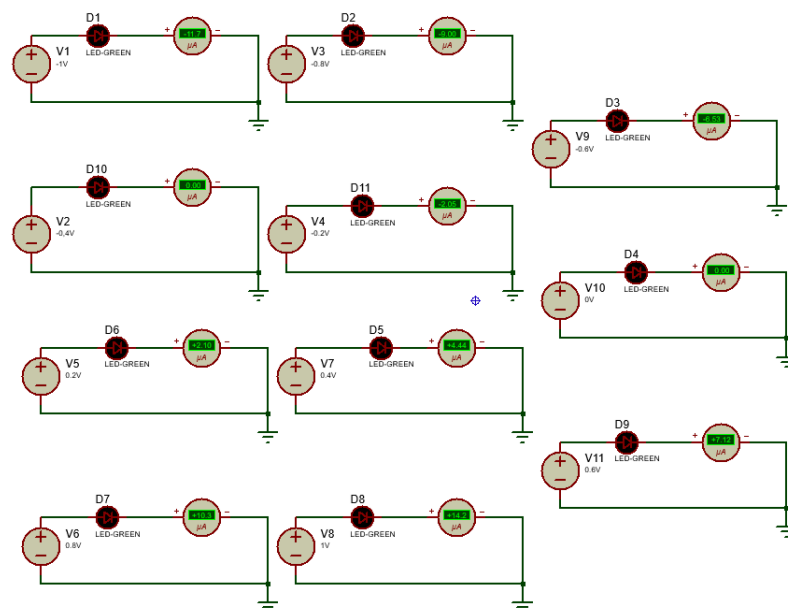 D1
+ -11.7 −
µA
V1
-1V
LED-GREEN
D2
+ -9.00 −
µA
V3
-0.8V
LED-GREEN
D3
+ -6.53 −
µA
V9
-0.6V
LED-GREEN
D10
+ 0.00 −
µA
V2
-0,4V
LED-GREEN
D11
+ -2.05 −
µA
V4
-0.2V
LED-GREEN
D4
+ 0.00 −
µA
V10
0V
LED-GREEN
D6
+ +2.10 −
µA
V5
0.2V
LED-GREEN
D5
+ +4.44 −
µA
V7
0.4V
LED-GREEN
D9
+ +7.12 −
µA
V11
0.6V
LED-GREEN
D7
+ +10.3 −
µA
V6
0.8V
LED-GREEN
D8
+ +14.2 −
µA
V8
1V
LED-GREEN